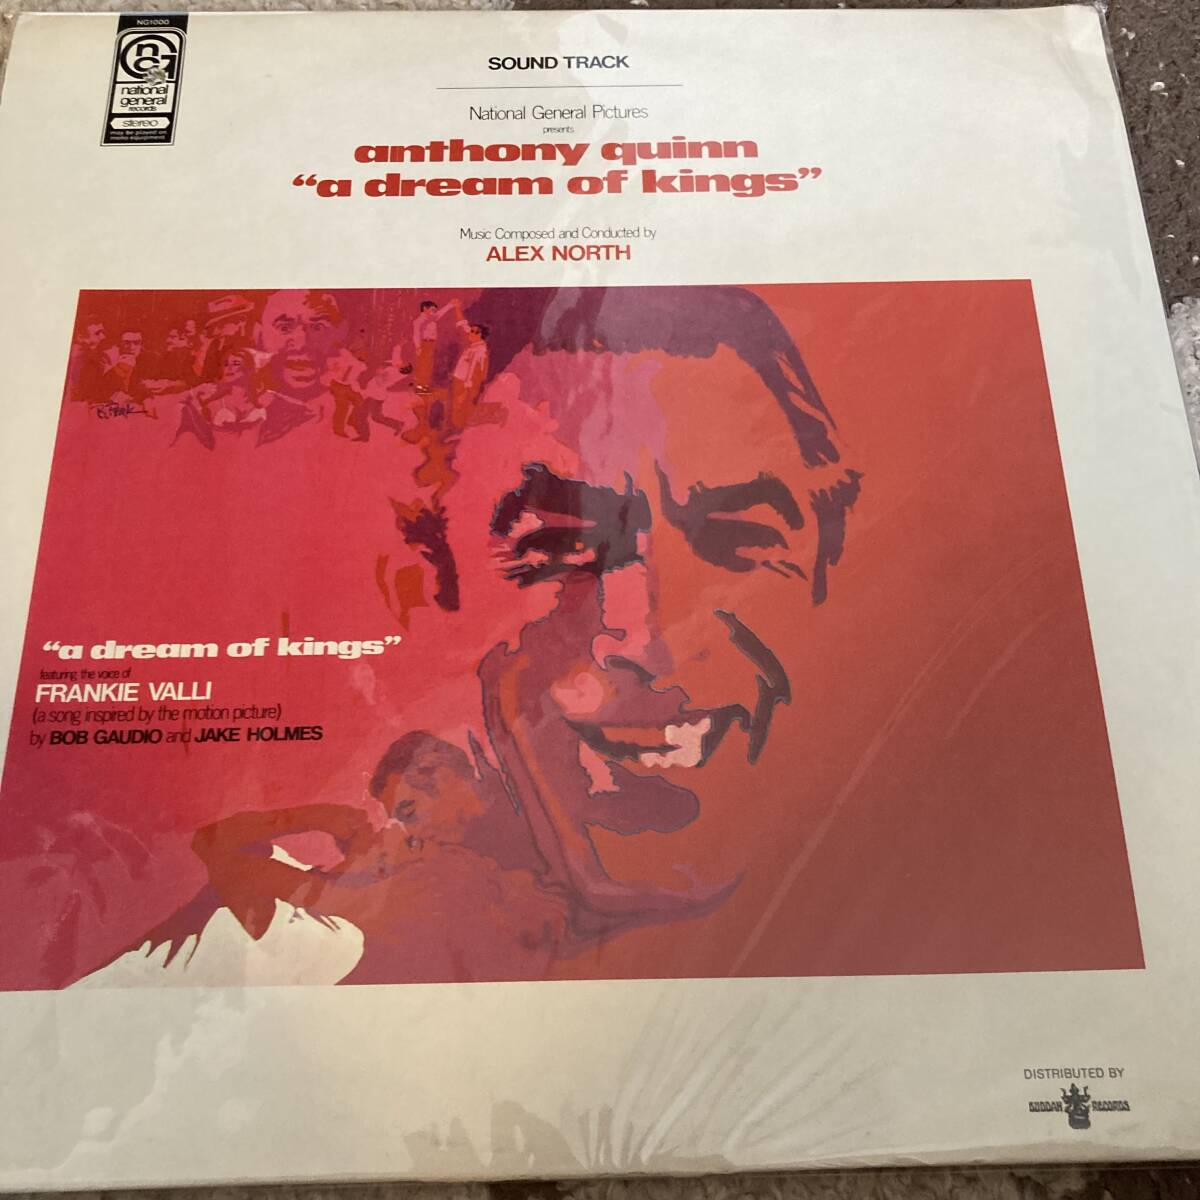 NG1000
national
general
records
stereo
may be played on
mono equipment
SOUND TRACK
National General Pictures
presents
anthony quinn
“a dream of kings”
Music Composed and Conducted by
ALEX NORTH
“a dream of kings”
featuring the voice of
FRANKIE VALLI
(a song inspired by the motion picture)
by BOB GAUDIO and JAKE HOLMES
DISTRIBUTED BY
BUDDAH RECORDS